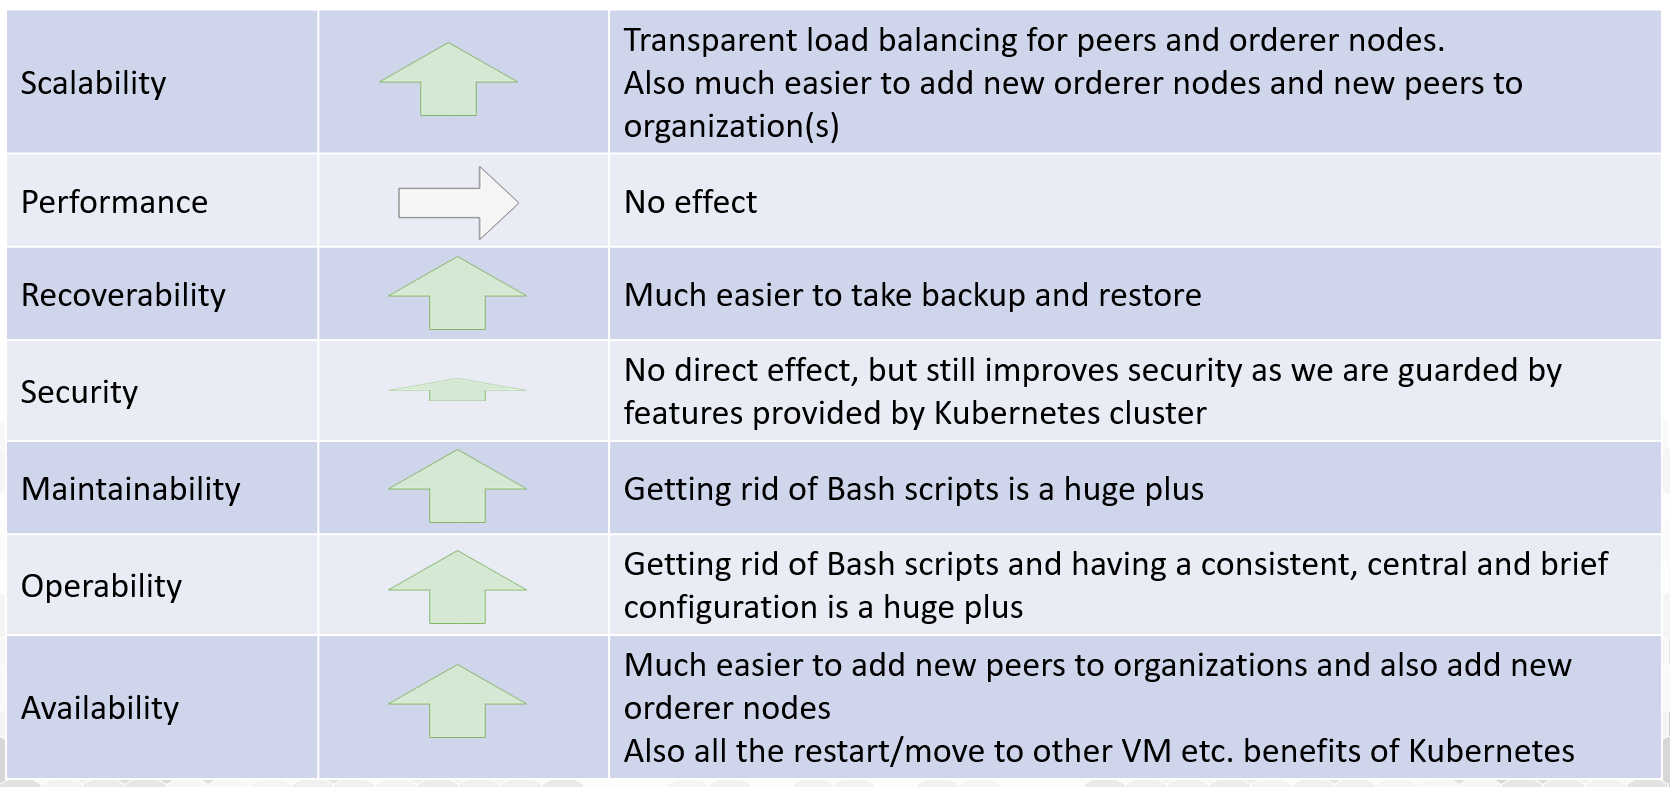 Scalability
Transparent load balancing for peers and orderer nodes.
Also much easier to add new orderer nodes and new peers to
organization(s)
Performance
No effect
Recoverability
Much easier to take backup and restore
Security
No direct effect, but still improves security as we are guarded by
features provided by Kubernetes cluster
Maintainability
Getting rid of Bash scripts is a huge plus
Operability
Getting rid of Bash scripts and having a consistent, central and brief
configuration is a huge plus
Availability
Much easier to add new peers to organizations and also add new
orderer nodes
Also all the restart/move to other VM etc. benefits of Kubernetes